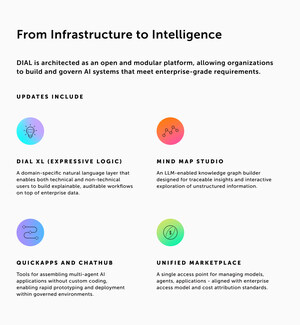 From Infrastructure to Intelligence
DIAL is architected as an open and modular platform, allowing organizations
to build and govern AI systems that meet enterprise-grade requirements.
UPDATES INCLUDE
DIAL XL (EXPRESSIVE LOGIC)
A domain-specific natural language layer that
enables both technical and non-technical
users to build explainable, auditable workflows
on top of enterprise data.
MIND MAP STUDIO
An LLM-enabled knowledge graph builder
designed for traceable insights and interactive
exploration of unstructured information.
QUICKAPPS AND CHATHUB
Tools for assembling multi-agent AI
applications without custom coding,
enabling rapid prototyping and deployment
within governed environments.
UNIFIED MARKETPLACE
A single access point for managing models,
agents, applications - aligned with enterprise
access model and cost attribution standards.